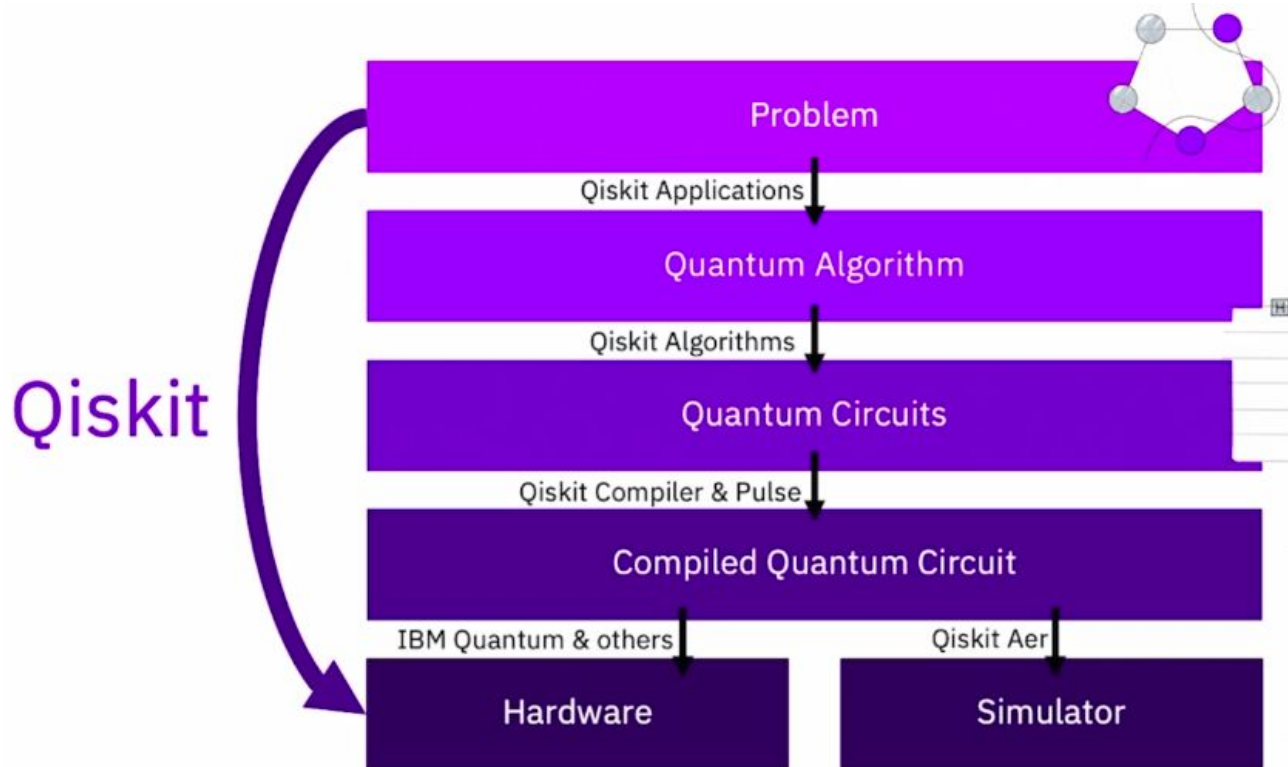 Problem
Qiskit Applications
Quantum Algorithm
H
Qiskit Algorithms
Qiskit
Quantum Circuits
Qiskit Compiler & Pulse
Compiled Quantum Circuit
IBM Quantum & others
Qiskit Aer
Hardware
Simulator